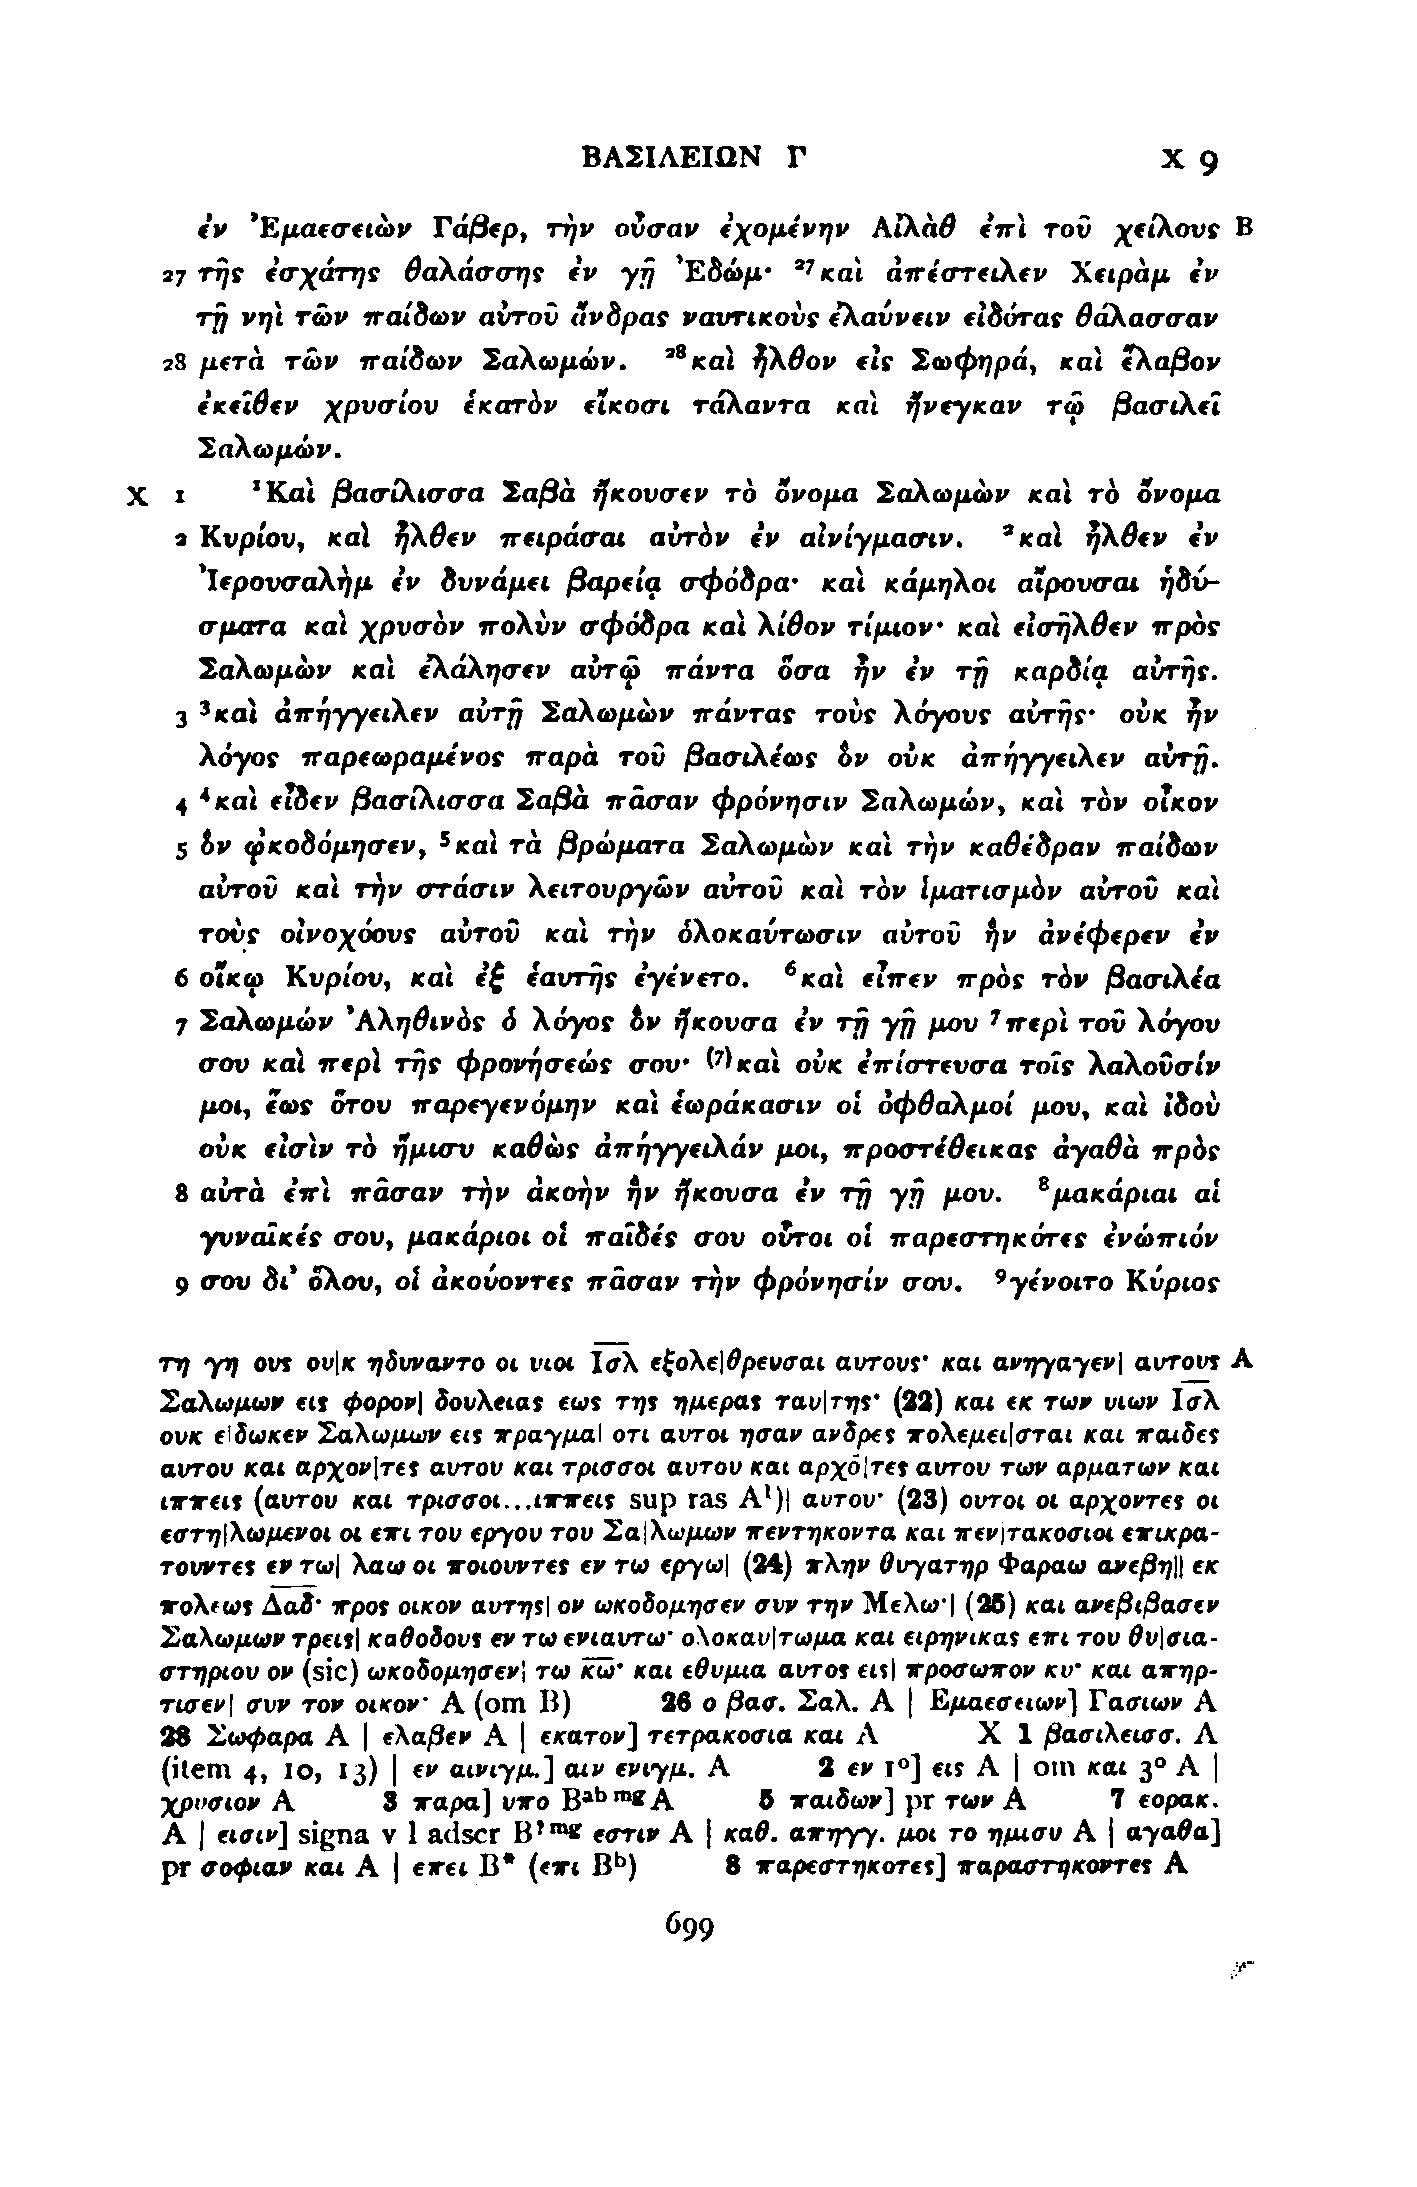 ΒΑΣΙΛΕΙΩΝ Γ X 9
ἐν Ἐμαεσειὼν Γάβερ, τὴν οὖσαν ἐχομένην Αἰλὰθ ἐπὶ τοῦ χείλους B
27 τῆς ἐσχάτης θαλάσσης ἐν γῇ Ἐδώμ· ²⁷καὶ ἀπέστειλεν Χειρὰμ ἐν
τῇ νηὶ τῶν παίδων αὐτοῦ ἄνδρας ναυτικοὺς ἐλαύνειν εἰδότας θάλασσαν
28 μετὰ τῶν παίδων Σαλωμών. ²⁸καὶ ἦλθον εἰς Σωφηρά, καὶ ἔλαβον
ἐκεῖθεν χρυσίου ἑκατὸν εἴκοσι τάλαντα καὶ ἤνεγκαν τῷ βασιλεῖ
Σαλωμών.
X 1 ¹Καὶ βασίλισσα Σαβὰ ἤκουσεν τὸ ὄνομα Σαλωμὼν καὶ τὸ ὄνομα
2 Κυρίου, καὶ ἦλθεν πειράσαι αὐτὸν ἐν αἰνίγμασιν. ²καὶ ἦλθεν ἐν
Ἰερουσαλὴμ ἐν δυνάμει βαρείᾳ σφόδρα· καὶ κάμηλοι αἴρουσαι ἡδύ-
σματα καὶ χρυσὸν πολὺν σφόδρα καὶ λίθον τίμιον· καὶ εἰσῆλθεν πρὸς
Σαλωμὼν καὶ ἐλάλησεν αὐτῷ πάντα ὅσα ἦν ἐν τῇ καρδίᾳ αὐτῆς.
3 ³καὶ ἀπήγγειλεν αὐτῇ Σαλωμὼν πάντας τοὺς λόγους αὐτῆς· οὐκ ἦν
λόγος παρεωραμένος παρὰ τοῦ βασιλέως ὃν οὐκ ἀπήγγειλεν αὐτῇ.
4 ⁴καὶ εἶδεν βασίλισσα Σαβὰ πᾶσαν φρόνησιν Σαλωμών, καὶ τὸν οἶκον
5 ὃν ᾠκοδόμησεν, ⁵καὶ τὰ βρώματα Σαλωμὼν καὶ τὴν καθέδραν παίδων
αὐτοῦ καὶ τὴν στάσιν λειτουργῶν αὐτοῦ καὶ τὸν ἱματισμὸν αὐτοῦ καὶ
τοὺς οἰνοχόους αὐτοῦ καὶ τὴν ὁλοκαύτωσιν αὐτοῦ ἣν ἀνέφερεν ἐν
6 οἴκῳ Κυρίου, καὶ ἐξ ἑαυτῆς ἐγένετο. ⁶καὶ εἶπεν πρὸς τὸν βασιλέα
7 Σαλωμών Ἀληθινὸς ὁ λόγος ὃν ἤκουσα ἐν τῇ γῇ μου ⁷περὶ τοῦ λόγου
σου καὶ περὶ τῆς φρονήσεώς σου· ⁽⁷⁾καὶ οὐκ ἐπίστευσα τοῖς λαλοῦσίν
μοι, ἕως ὅτου παρεγενόμην καὶ ἑωράκασιν οἱ ὀφθαλμοί μου, καὶ ἰδοὺ
οὐκ εἰσὶν τὸ ἥμισυ καθὼς ἀπήγγειλάν μοι, προστέθεικας ἀγαθὰ πρὸς
8 αὐτὰ ἐπὶ πᾶσαν τὴν ἀκοὴν ἣν ἤκουσα ἐν τῇ γῇ μου. ⁸μακάριαι αἱ
γυναῖκές σου, μακάριοι οἱ παῖδές σου οὗτοι οἱ παρεστηκότες ἐνώπιόν
9 σου δι’ ὅλου, οἱ ἀκούοντες πᾶσαν τὴν φρόνησίν σου. ⁹γένοιτο Κύριος
τη γη ους ου|κ ηδυναντο οι υιοι Ι̅σ̅λ̅ εξολε|θρευσαι αυτους· και ανηγαγεν| αυτους A
Σαλωμων εις φορον| δουλειας εως της ημερας ταυ|της· (22) και εκ των υιων Ι̅σ̅λ̅
ουκ ε|δωκεν Σαλωμων εις πραγμα| οτι αυτοι ησαν ανδρες πολεμει|σται και παιδες
αυτου και αρχον|τες αυτου και τρισσοι αυτου και αρχο̅|τες αυτου των αρματων και
ιππεις (αυτου και τρισσοι...ιππεις sup ras A¹)| αυτου· (23) ουτοι οι αρχοντες οι
εστη|λωμενοι οι επι του εργου του Σα|λωμων πεντηκοντα και πεν|τακοσιοι επικρα-
τουντες εν τω| λαω οι ποιουντες εν τω εργω| (24) πλην θυγατηρ Φαραω ανεβη|| εκ
πολεως Δ̅α̅δ̅· προς οικον αυτης| ον ωκοδομησεν συν την Μελω·| (25) και ανεβιβασεν
Σαλωμων τρεις| καθοδους εν τω ενιαυτω· ολοκαυ|τωμα και ειρηνικας επι του θυ|σια-
στηριου ον (sic) ωκοδομησεν| τω κ̅ω̅· και εθυμια αυτος εις| προσωπον κυ· και απηρ-
τισεν| συν τον οικον· A (om B) 26 ο βασ. Σαλ. A | Εμαεσειων] Γασιων A
28 Σωφαρα A | ελαβεν A | εκατον] τετρακοσια και A X 1 βασιλεισσ. A
(item 4, 10, 13) | εν αινιγμ.] αιν ενιγμ. A 2 εν 1º] εις A | om και 3º A |
χρυσιον A 3 παρα] υπο Bᵃᵇ ᵐᵍ A 5 παιδων] pr των A 7 εορακ.
A | εισιν] signa v l adscr B?ᵐᵍ εστιν A | καθ. απηγγ. μοι το ημισυ A | αγαθα]
pr σοφιαν και A | επει B* (επι Bᵇ) 8 παρεστηκοτες] παραστηκοντες A
699